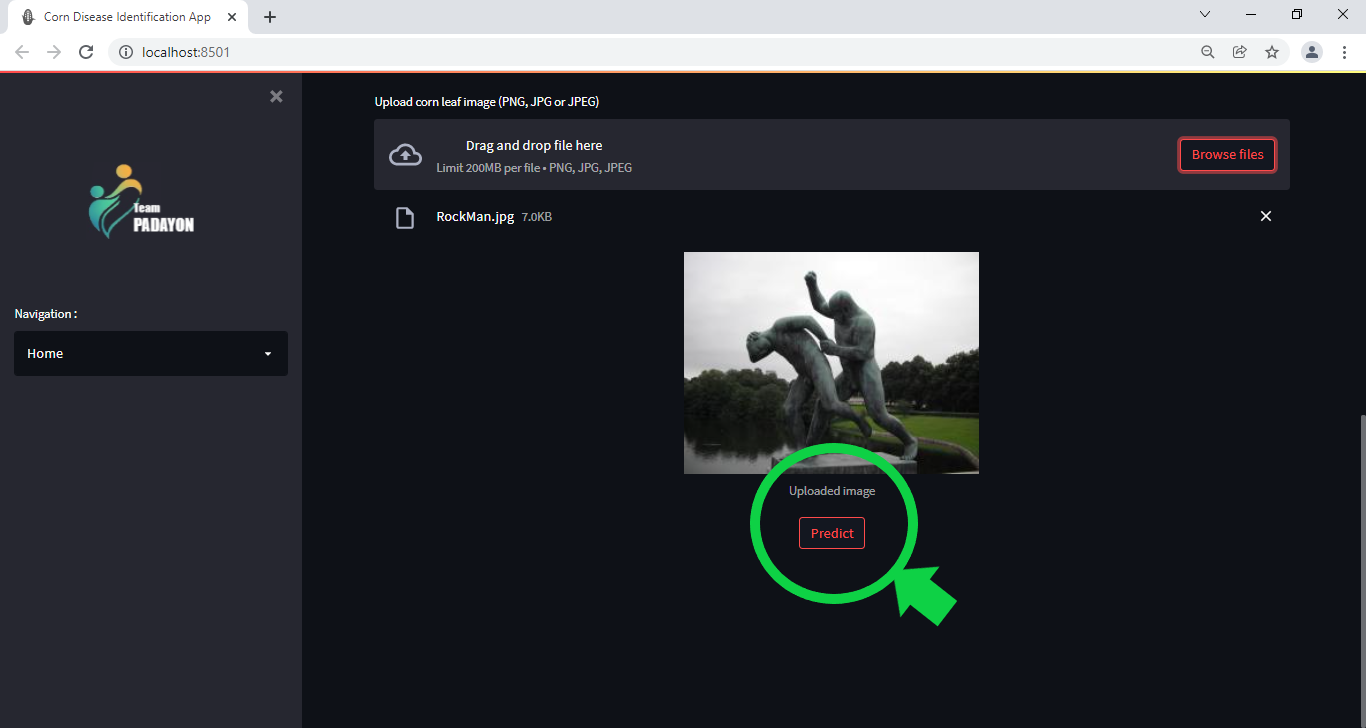 Corn Disease Identification App
localhost:8501
Team
PADAYON
Navigation :
Home
Upload corn leaf image (PNG, JPG or JPEG)
Drag and drop file here
Limit 200MB per file • PNG, JPG, JPEG
Browse files
RockMan.jpg 7.0KB
Uploaded image
Predict